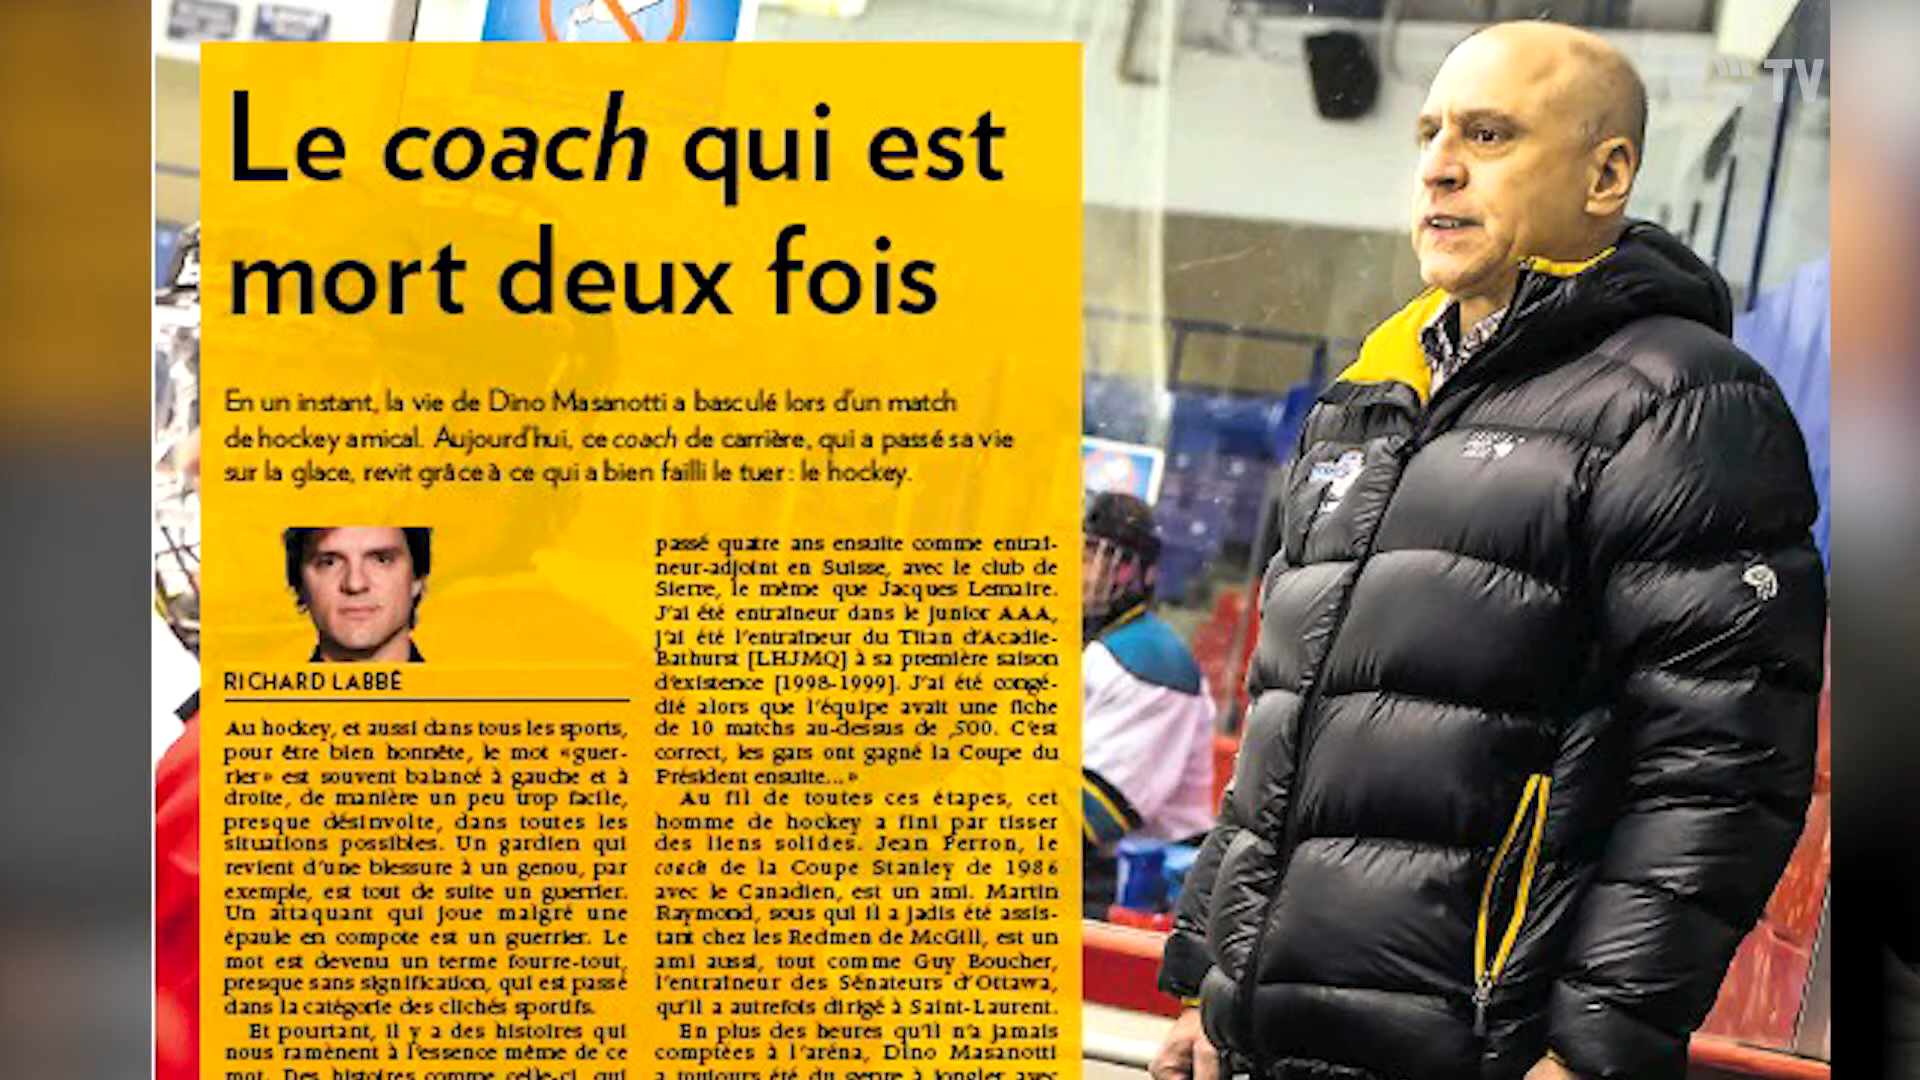 TV
Le coach qui est
mort deux fois
En un instant, la vie de Dino Masanotti a basculé lors d'un match
de hockey amical. Aujourd'hui, ce coach de carrière, qui a passé sa vie
sur la glace, revit grâce à ce qui a bien failli le tuer : le hockey.
RICHARD LABBÉ
Au hockey, et aussi dans tous les sports,
pour être bien honnête, le mot «guer-
rier» est souvent balancé à gauche et à
droite, de manière un peu trop facile,
presque désinvolte, dans toutes les
situations possibles. Un gardien qui
revient d'une blessure à un genou, par
exemple, est tout de suite un guerrier.
Un attaquant qui joue malgré une
épaule en compote est un guerrier. Le
mot est devenu un terme fourre-tout,
presque sans signification, qui est passé
dans la catégorie des clichés sportifs.
Et pourtant, il y a des histoires qui
nous ramènent à l'essence même de ce
mot. Des histoires comme celle-ci, qui
passé quatre ans ensuite comme entraî-
neur-adjoint en Suisse, avec le club de
Sierre, le même que Jacques Lemaire.
J'ai été entraîneur dans le junior AAA,
j'ai été l'entraîneur du Titan d'Acadie-
Bathurst [LHJMQ] à sa première saison
d'existence [1998-1999]. J'ai été congé-
dié alors que l'équipe avait une fiche
de 10 matchs au-dessus de ,500. C'est
correct, les gars ont gagné la Coupe du
Président ensuite... »
Au fil de toutes ces étapes, cet
homme de hockey a fini par tisser
des liens solides. Jean Perron, le
coach de la Coupe Stanley de 1986
avec le Canadien, est un ami. Martin
Raymond, sous qui il a jadis été assis-
tant chez les Redmen de McGill, est un
ami aussi, tout comme Guy Boucher,
l'entraîneur des Sénateurs d'Ottawa,
qu'il a autrefois dirigé à Saint-Laurent.
En plus des heures qu'il n'a jamais
comptées à l'aréna, Dino Masanotti
a toujours été du genre à jongler avec